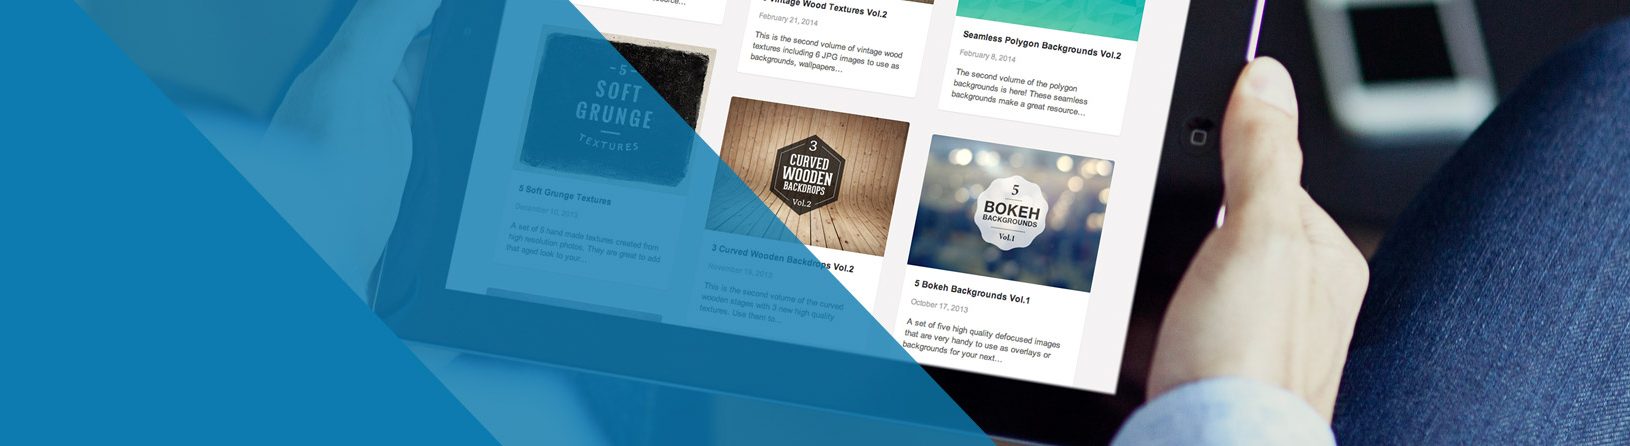 resource...
Vintage Wood Textures Vol.2
February 21, 2014
This is the second volume of vintage wood
textures including 6 JPG images to use as
backgrounds, wallpapers...
Seamless Polygon Backgrounds Vol.2
February 8, 2014
The second volume of the polygon
backgrounds is here! These seamless
backgrounds make a great resource...
-5-
SOFT
GRUNGE
TEXTURES
5 Soft Grunge Textures
December 10, 2013
A set of 5 hand made textures created from
high resolution photos. They are great to add
that aged look to your...
3
CURVED
WOODEN
BACKDROPS
Vol.2
3 Curved Wooden Backdrops Vol.2
November 19, 2013
This is the second volume of the curved
wooden stages with 3 new high quality
textures. Use them to...
5
BOKEH
BACKGROUNDS
Vol.1
5 Bokeh Backgrounds Vol.1
October 17, 2013
A set of five high quality defocused images
that are very handy to use as overlays or
backgrounds for your next...